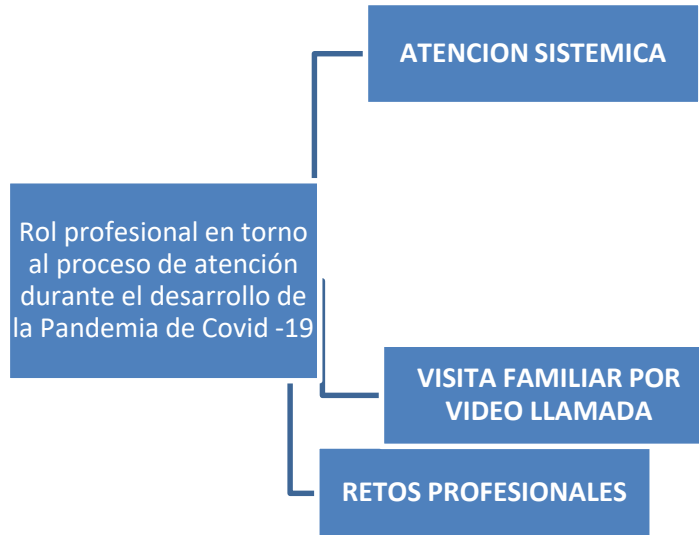 ATENCION SISTEMICA
Rol profesional en torno
al proceso de atención
durante el desarrollo de
la Pandemia de Covid -19
VISITA FAMILIAR POR
VIDEO LLAMADA
RETOS PROFESIONALES